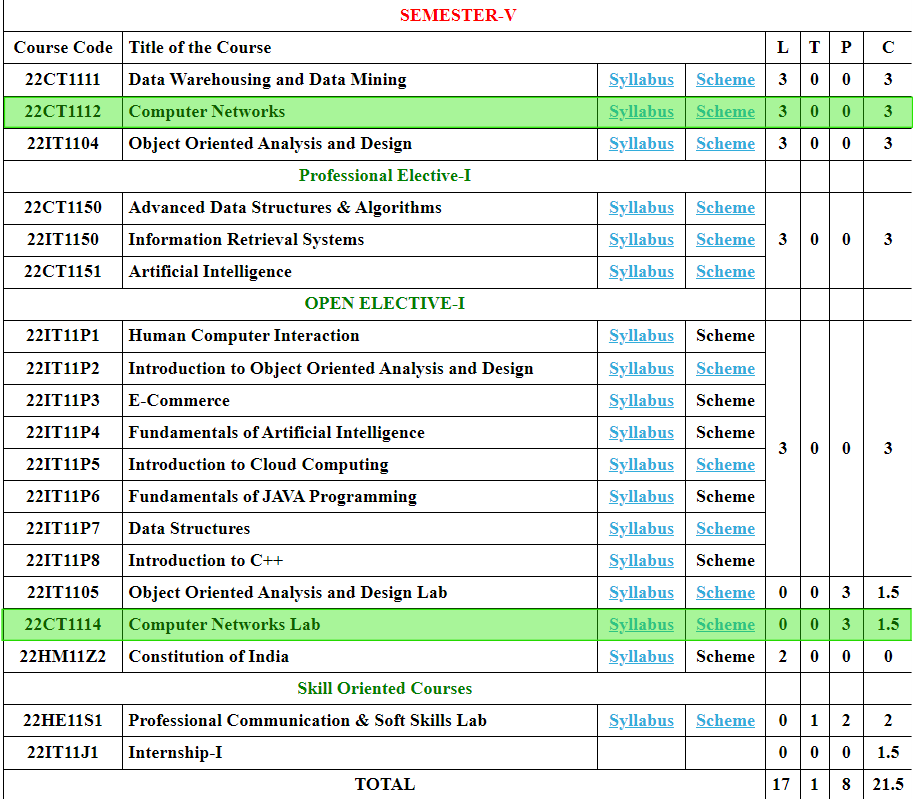 SEMESTER-V
Course Code Title of the Course L T P C
22CT1111 Data Warehousing and Data Mining Syllabus Scheme 3 0 0 3
22CT1112 Computer Networks Syllabus Scheme 3 0 0 3
22IT1104 Object Oriented Analysis and Design Syllabus Scheme 3 0 0 3
Professional Elective-I
22CT1150 Advanced Data Structures & Algorithms Syllabus Scheme
22IT1150 Information Retrieval Systems Syllabus Scheme 3 0 0 3
22CT1151 Artificial Intelligence Syllabus Scheme
OPEN ELECTIVE-I
22IT11P1 Human Computer Interaction Syllabus Scheme
22IT11P2 Introduction to Object Oriented Analysis and Design Syllabus Scheme
22IT11P3 E-Commerce Syllabus Scheme
22IT11P4 Fundamentals of Artificial Intelligence Syllabus Scheme
3 0 0 3
22IT11P5 Introduction to Cloud Computing Syllabus Scheme
22IT11P6 Fundamentals of JAVA Programming Syllabus Scheme
22IT11P7 Data Structures Syllabus Scheme
22IT11P8 Introduction to C++ Syllabus Scheme
22IT1105 Object Oriented Analysis and Design Lab Syllabus Scheme 0 0 3 1.5
22CT1114 Computer Networks Lab Syllabus Scheme 0 0 3 1.5
22HM11Z2 Constitution of India Syllabus Scheme 2 0 0 0
Skill Oriented Courses
22HE11S1 Professional Communication & Soft Skills Lab Syllabus Scheme 0 1 2 2
22IT11J1 Internship-I 0 0 0 1.5
TOTAL 17 1 8 21.5